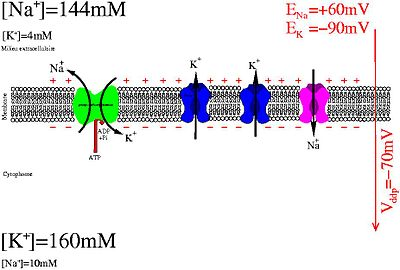 [Na+]=144mM
[K+]=4mM
Milieu extracellulaire
ENa=+60mV
EK =-90mV
Na+
K+
K+
+ + + + + + + + + + + +
Membrane
- - - - - - - - - -
ADP
+Pi
K+
ATP
Na+
Vddp=-70mV
Cytoplasme
[K+]=160mM
[Na+]=10mM